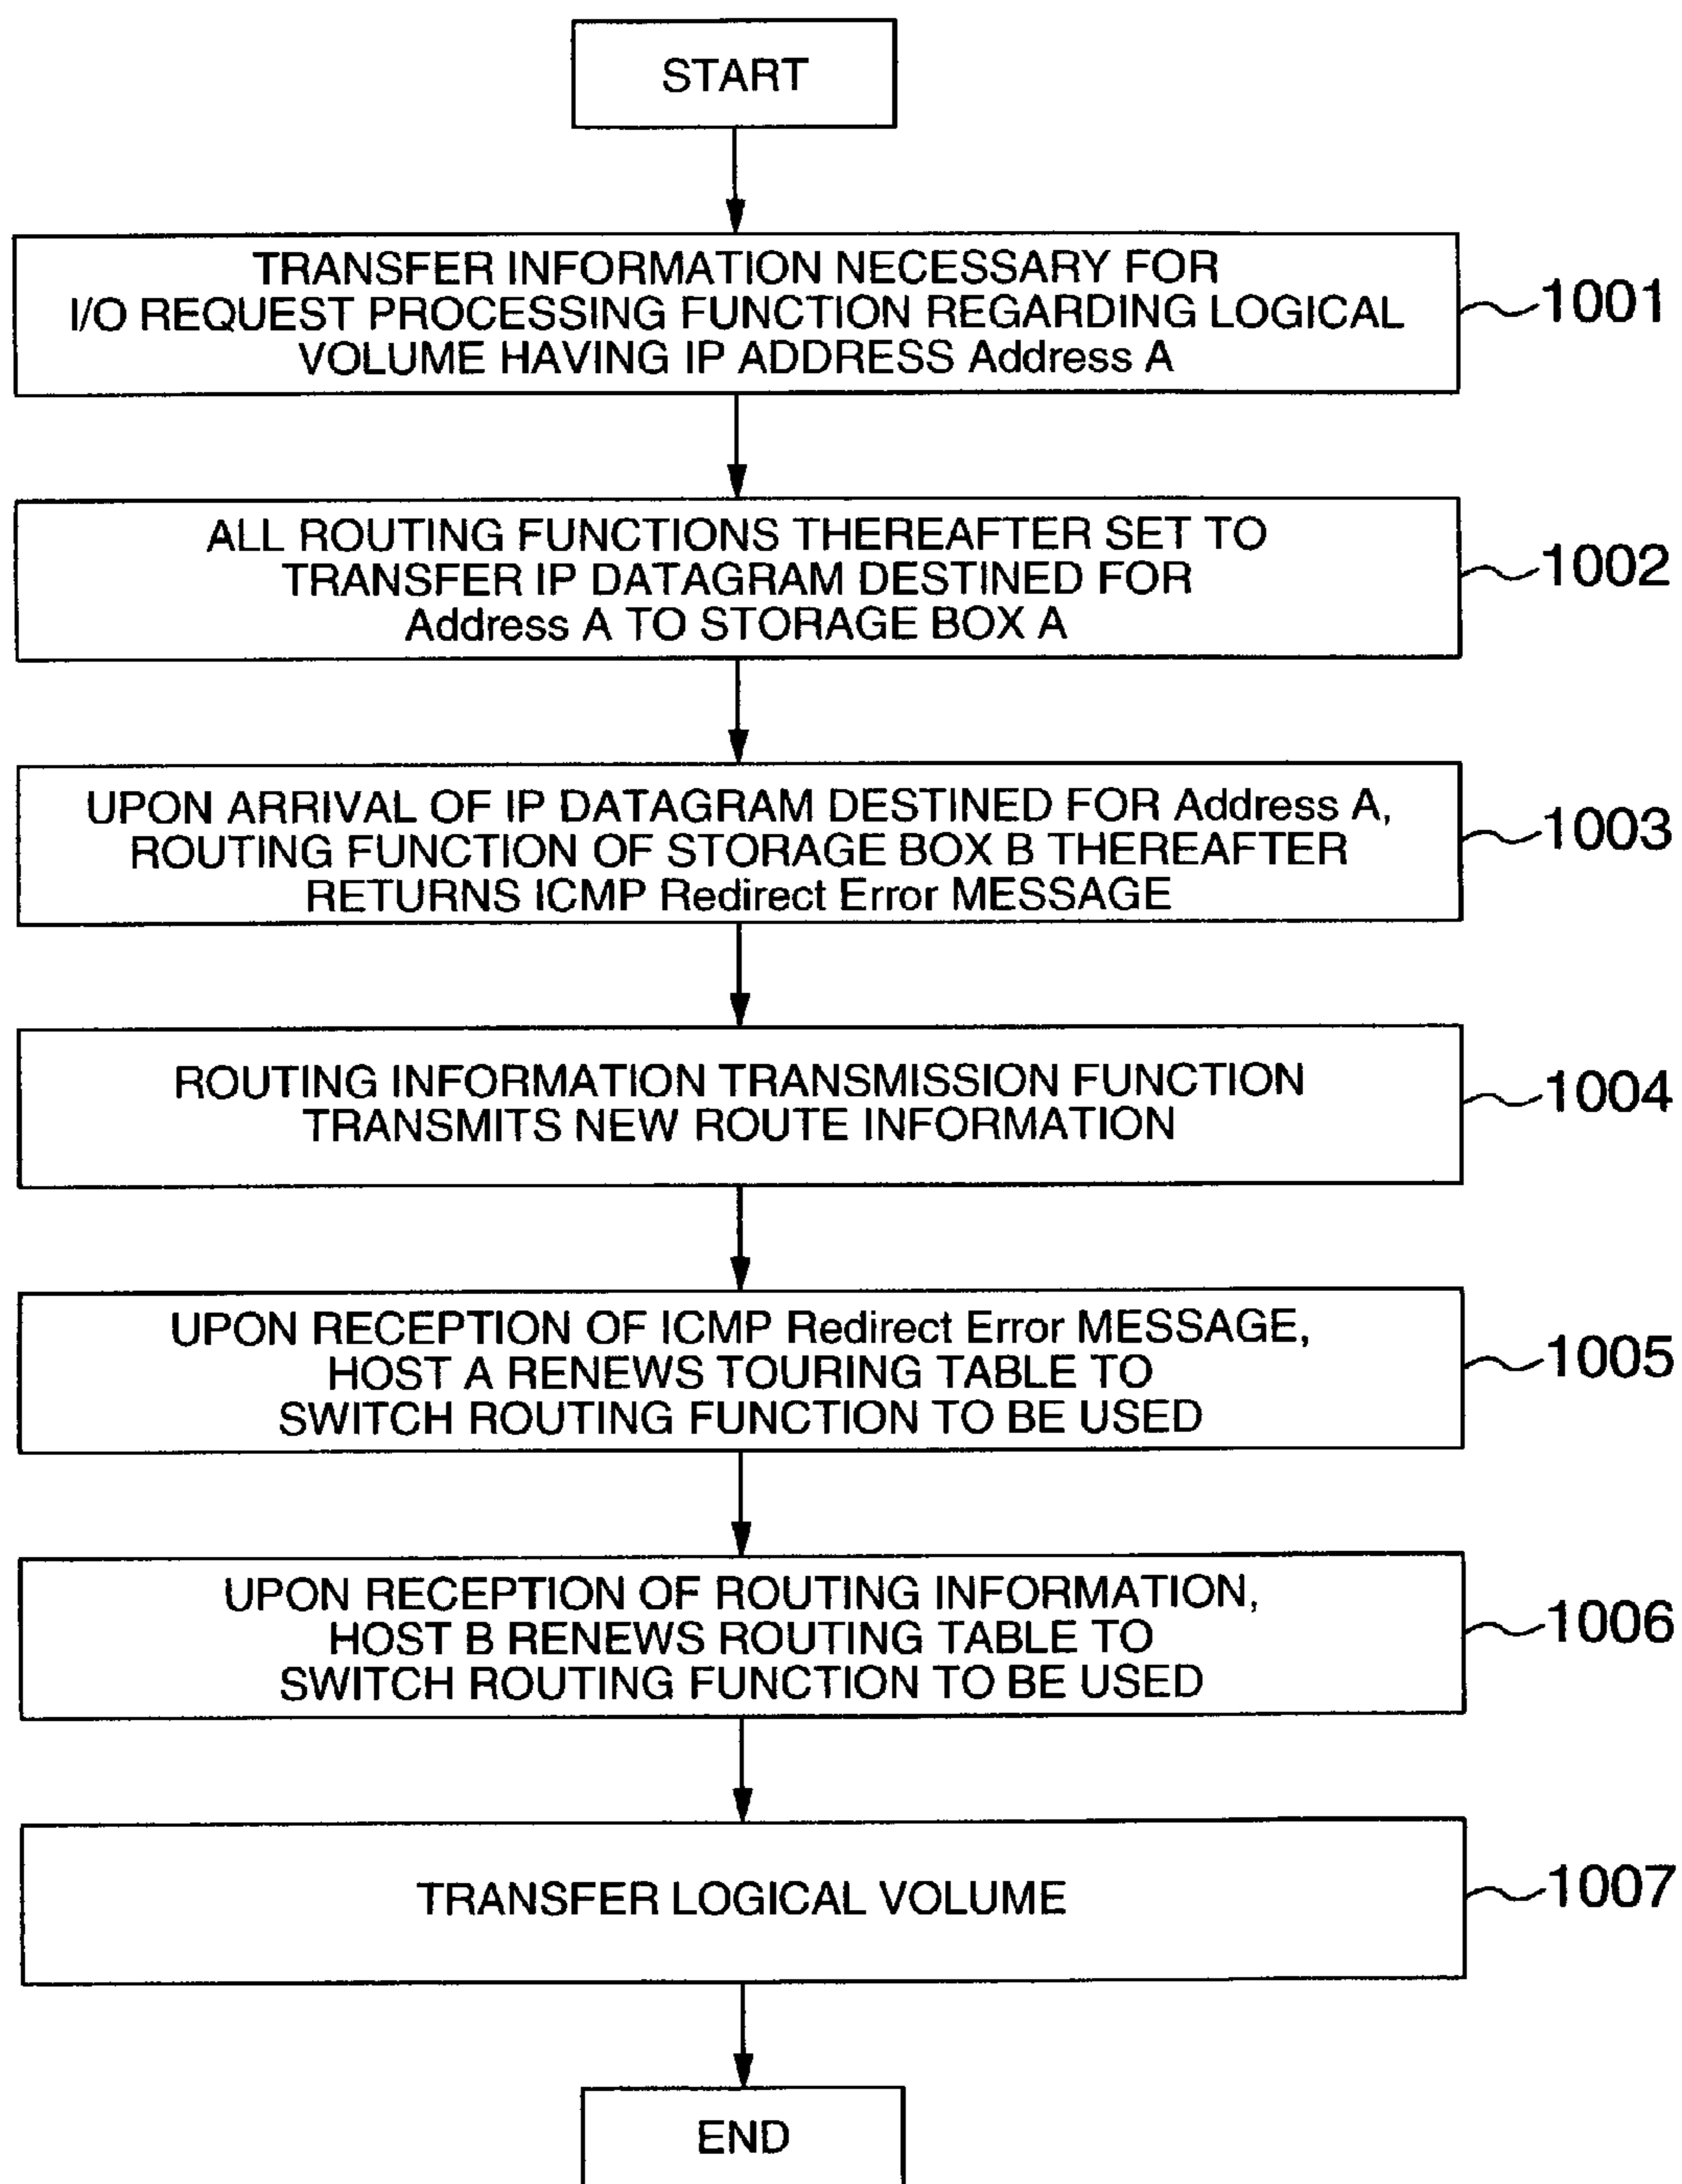 START
TRANSFER INFORMATION NECESSARY FOR
I/O REQUEST PROCESSING FUNCTION REGARDING LOGICAL
VOLUME HAVING IP ADDRESS Address A
1001
ALL ROUTING FUNCTIONS THEREAFTER SET TO
TRANSFER IP DATAGRAM DESTINED FOR
Address A TO STORAGE BOX A
1002
UPON ARRIVAL OF IP DATAGRAM DESTINED FOR Address A,
ROUTING FUNCTION OF STORAGE BOX B THEREAFTER
RETURNS ICMP Redirect Error MESSAGE
1003
ROUTING INFORMATION TRANSMISSION FUNCTION
TRANSMITS NEW ROUTE INFORMATION
1004
UPON RECEPTION OF ICMP Redirect Error MESSAGE,
HOST A RENEWS TOURING TABLE TO
SWITCH ROUTING FUNCTION TO BE USED
1005
UPON RECEPTION OF ROUTING INFORMATION,
HOST B RENEWS ROUTING TABLE TO
SWITCH ROUTING FUNCTION TO BE USED
1006
TRANSFER LOGICAL VOLUME
1007
END